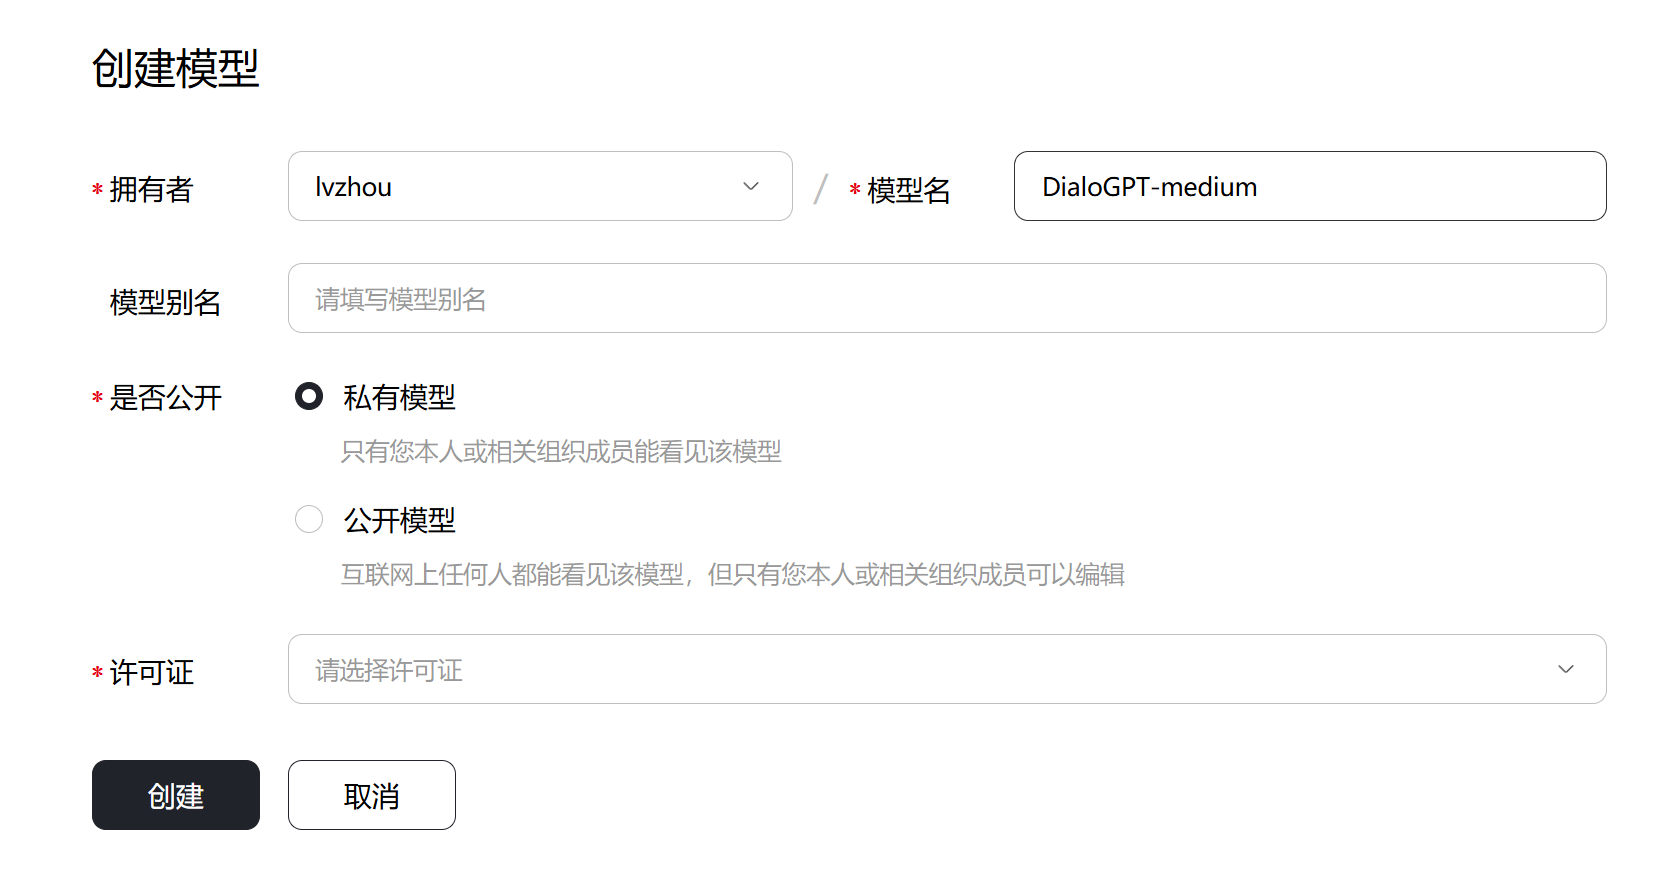 创建模型
* 拥有者 lvzhou / * 模型名 DialoGPT-medium
模型别名 请填写模型别名
* 是否公开 私有模型
只有您本人或相关组织成员能看见该模型
公开模型
互联网上任何人都能看见该模型，但只有您本人或相关组织成员可以编辑
* 许可证 请选择许可证
创建 取消